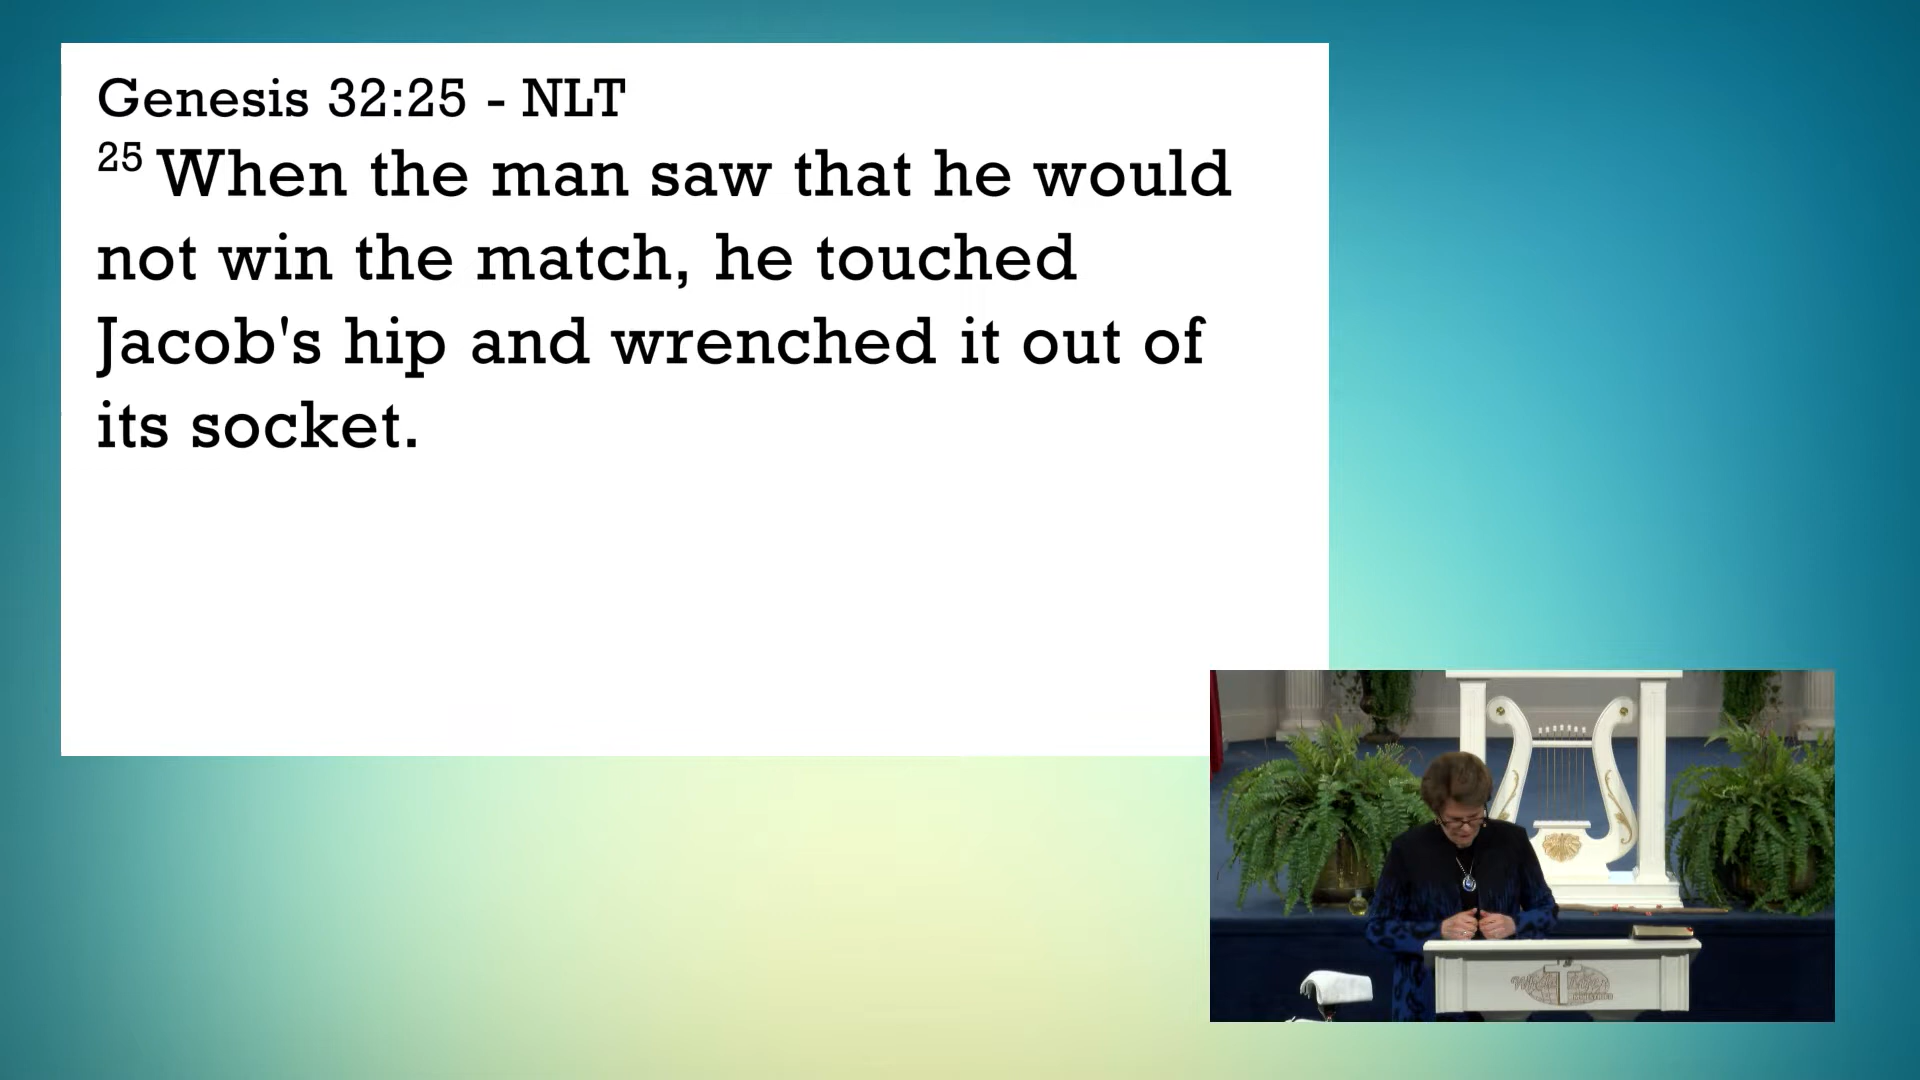 Genesis 32:25 - NLT
25 When the man saw that he would
not win the match, he touched
Jacob's hip and wrenched it out of
its socket.